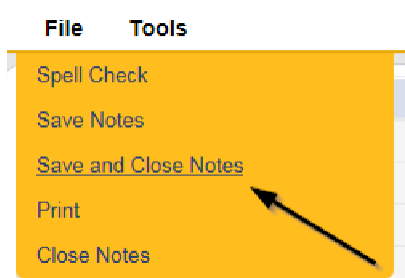 File Tools
Spell Check
Save Notes
Save and Close Notes
Print
Close Notes